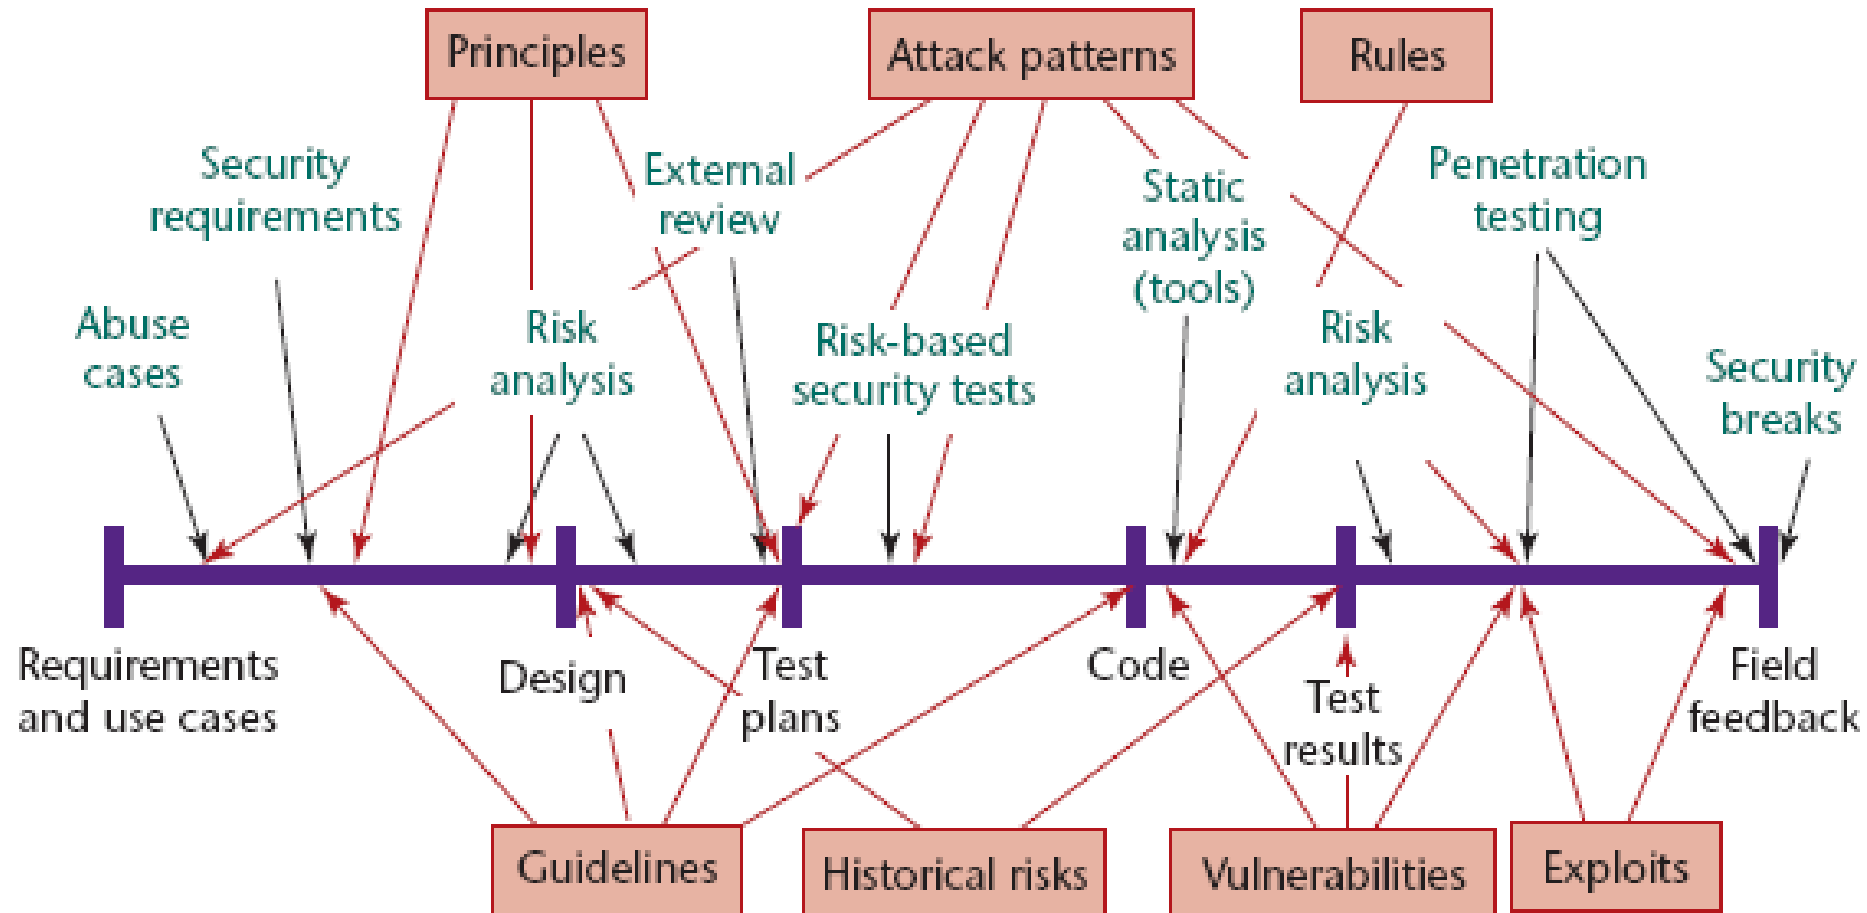 Principles
Attack patterns
Rules
Security
requirements
External
review
Static
analysis
(tools)
Penetration
testing
Abuse
cases
Risk
analysis
Risk-based
security tests
Risk
analysis
Security
breaks
Requirements
and use cases
Design
Test
plans
Code
Test
results
Field
feedback
Guidelines
Historical risks
Vulnerabilities
Exploits